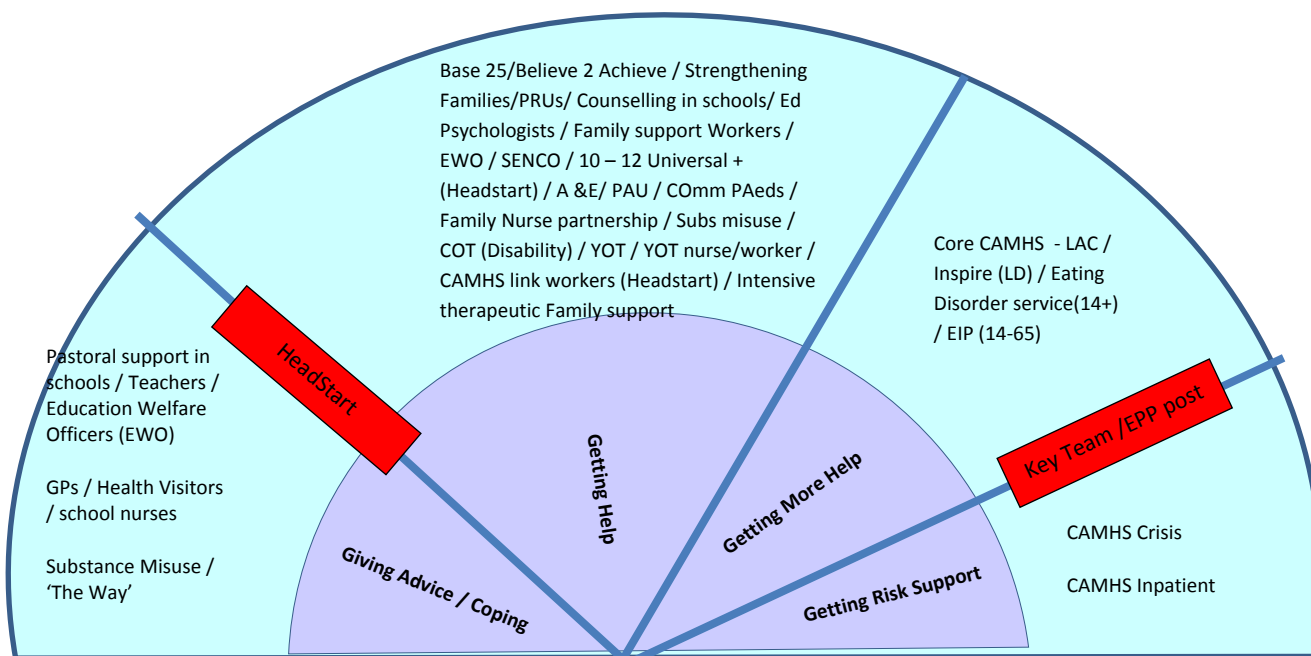 Base 25/Believe 2 Achieve / Strengthening
Families/PRUs/ Counselling in schools/ Ed
Psychologists / Family support Workers /
EWO / SENCO / 10 – 12 Universal +
(Headstart) / A &E/ PAU / COmm PAeds /
Family Nurse partnership / Subs misuse /
COT (Disability) / YOT / YOT nurse/worker /
CAMHS link workers (Headstart) / Intensive
therapeutic Family support
Core CAMHS - LAC /
Inspire (LD) / Eating
Disorder service(14+)
/ EIP (14-65)
Pastoral support in
schools / Teachers /
Education Welfare
Officers (EWO)
GPs / Health Visitors
/ school nurses
Substance Misuse /
‘The Way’
HeadStart
Key Team /EPP post
Giving Advice / Coping
Getting Help
Getting More Help
Getting Risk Support
CAMHS Crisis
CAMHS Inpatient